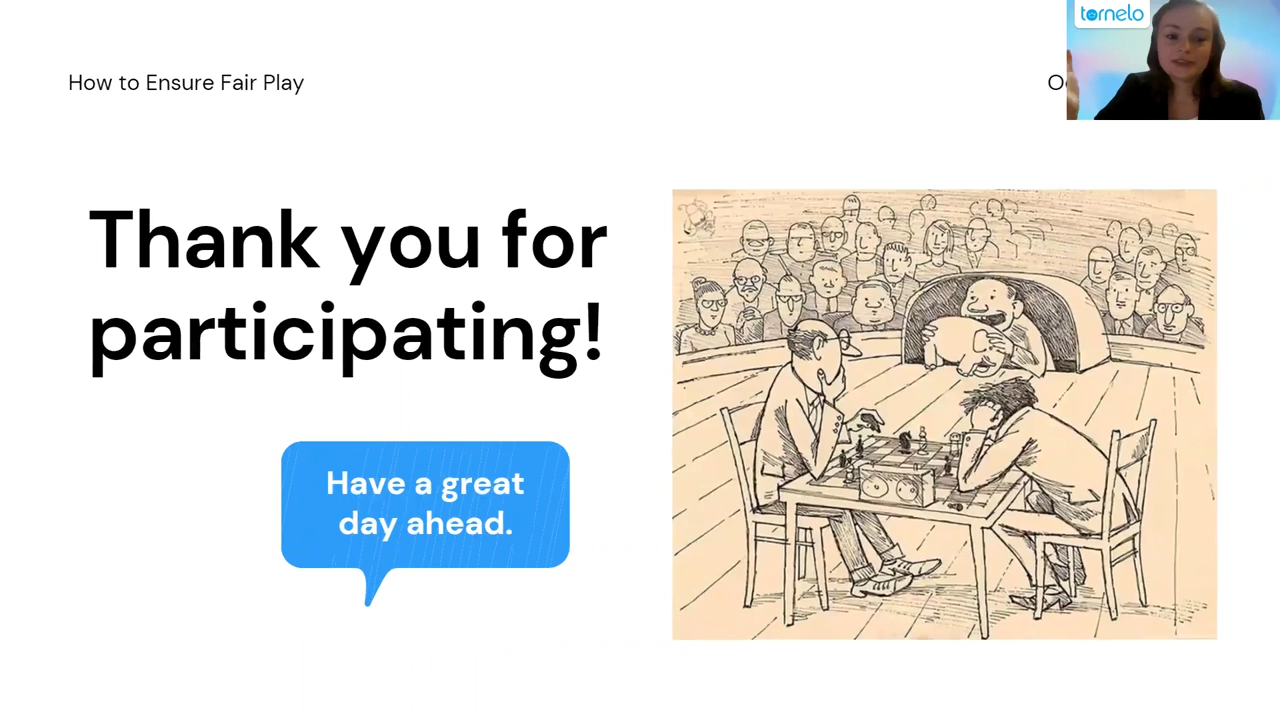 tornelo
How to Ensure Fair Play
Thank you for
participating!
Have a great
day ahead.